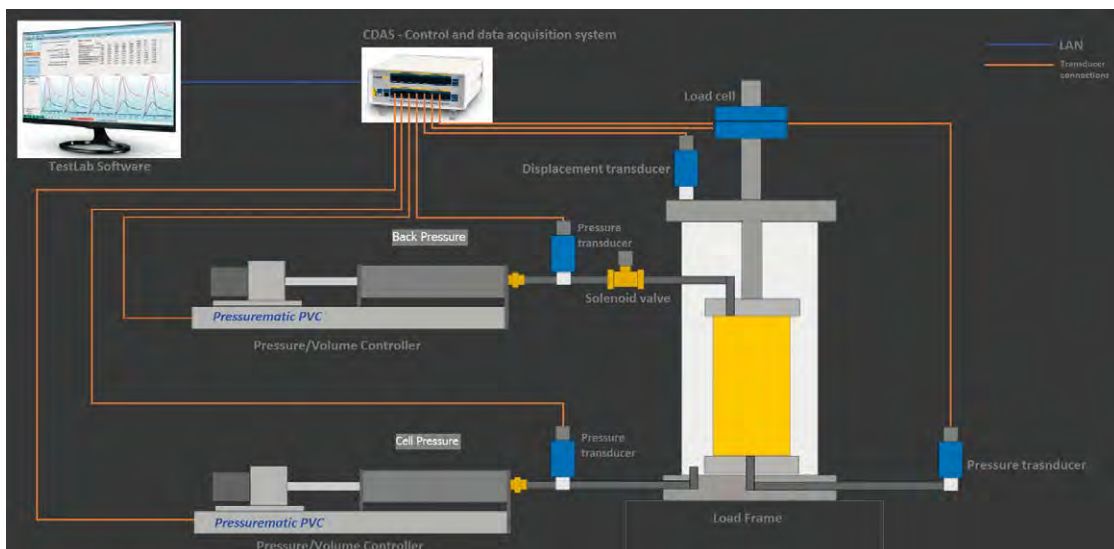 CDAS - Control and data acquisition system
LAN
Transducer
connections
Load cell
TestLab Software
Displacement transducer
Back Pressure
Pressure
transducer
Solenoid valve
Pressurematic PVC
Pressure/Volume Controller
Cell Pressure
Pressure
transducer
Pressure trasnducer
Pressurematic PVC
Load Frame
Pressure/Volume Controller